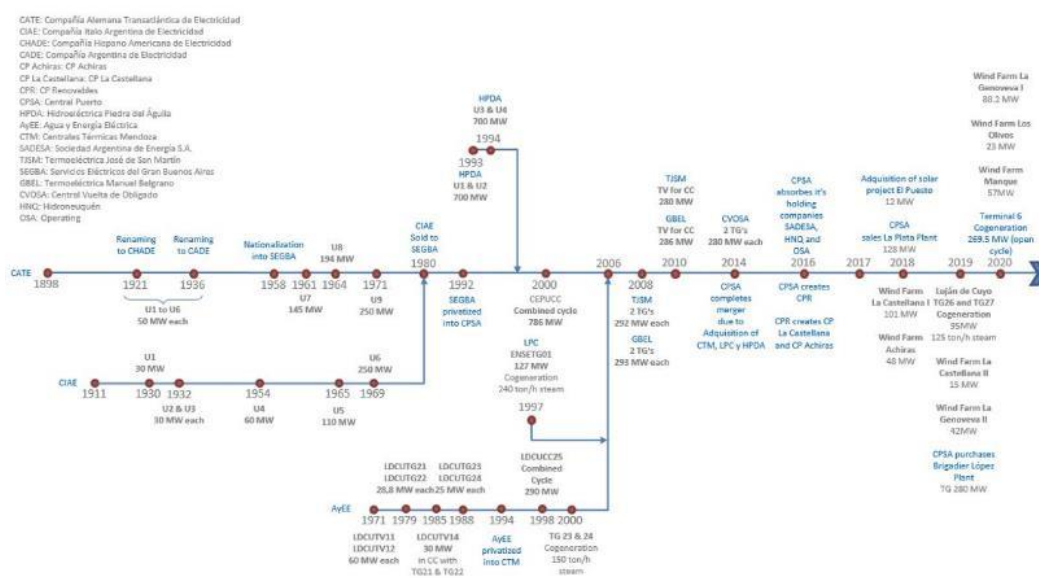 CATE: Compañía Alemana Transatlántica de Electricidad
CIAE: Compañía Italo Argentina de Electricidad
CHADE: Compañía Hispano Americana de Electricidad
CADE: Compañía Argentina de Electricidad
CP Achiras: CP Achiras
CP La Castellana: CP La Castellana
CPR: CP Renovables
CPSA: Central Puerto
HPDA: Hidroeléctrica Piedra del Águila
AyEE: Agua y Energía Eléctrica
CTM: Centrales Térmicas Mendoza
SADESA: Sociedad Argentina de Energía S.A.
TJSM: Termoeléctrica José de San Martín
SEGBA: Servicios Eléctricos del Gran Buenos Aires
GBEL: Termoeléctrica Manuel Belgrano
CVOSA: Central Vuelta de Obligado
HNQ: Hidroneuquén
OSA: Operating
HPDA
U3 & U4
700 MW
1994
1993
HPDA
U1 & U2
700 MW
Wind Farm La
Genoveva I
88.2 MW
Wind Farm Los
Olivos
23 MW
Wind Farm
Manque
57MW
Terminal 6
Cogeneration
269.5 MW (open
cycle)
Renaming
to CHADE
Renaming
to CADE
Nationalization
into SEGBA
U8
194 MW
CIAE
Sold to
SEGBA
TJSM
TV for CC
280 MW
GBEL
TV for CC
286 MW
CVOSA
2 TG's
280 MW each
CPSA
absorbes it's
holding
companies
SADESA,
HNQ and
OSA
Adquisition of solar
project El Puesto
12 MW
CPSA
sales La Plata Plant
128 MW
CATE
1898
1921
1936
1958
1961
1964
1971
1980
1992
2000
2006
2008
2010
2014
2016
2017
2018
2019
2020
U1 to U6
50 MW each
U7
145 MW
U9
250 MW
SEGBA
privatized
into CPSA
CEPUCC
Combined cycle
786 MW
TJSM
2 TG's
292 MW each
GBEL
2 TG's
293 MW each
CPSA
completes
merger
due to
Adquisition of
CTM, LPC y HPDA
CPSA creates
CPR
CPR creates CP
La Castellana
and CP Achiras
Wind Farm
La Castellana I
101 MW
Wind Farm
Achiras
48 MW
Luján de Cuyo
TG26 and TG27
Cogeneration
95MW
125 ton/h steam
Wind Farm La
Castellana II
15 MW
Wind Farm La
Genoveva II
42MW
CPSA purchases
Brigadier López
Plant
TG 280 MW
U1
30 MW
U6
250 MW
CIAE
1911
1930
1932
1954
1965
1969
U2 & U3
30 MW each
U4
60 MW
U5
110 MW
LPC
ENSETG01
127 MW
Cogeneration
240 ton/h steam
1997
LDCUTG21
LDCUTG22
28,8 MW each
LDCUTG23
LDCUTG24
25 MW each
LDCUCC25
Combined
Cycle
290 MW
AyEE
1971
1979
1985
1988
1994
1998
2000
LDCUTV11
LDCUTV12
60 MW each
LDCUTV14
30 MW
in CC with
TG21 & TG22
AyEE
privatized
into CTM
TG 23 & 24
Cogeneration
150 ton/h
steam